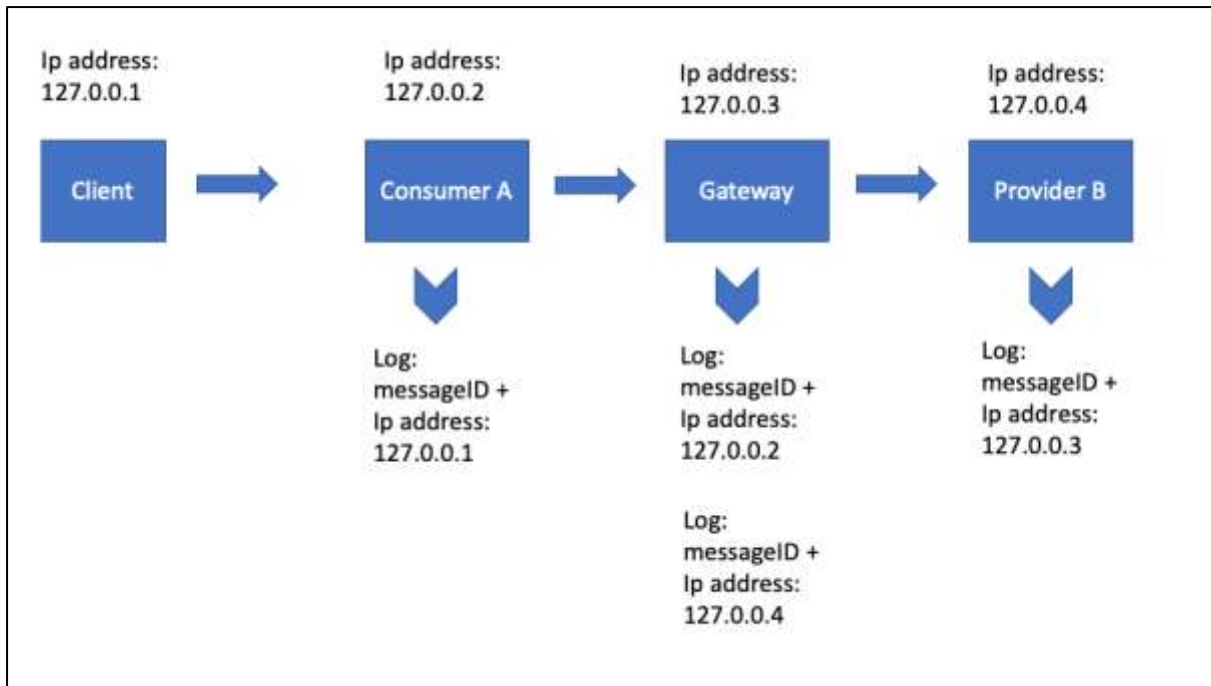 Ip address:
127.0.0.1
Ip address:
127.0.0.2
Ip address:
127.0.0.3
Ip address:
127.0.0.4
Client
Consumer A
Gateway
Provider B
Log:
messageID +
Ip address:
127.0.0.1
Log:
messageID +
Ip address:
127.0.0.2
Log:
messageID +
Ip address:
127.0.0.3
Log:
messageID +
Ip address:
127.0.0.4